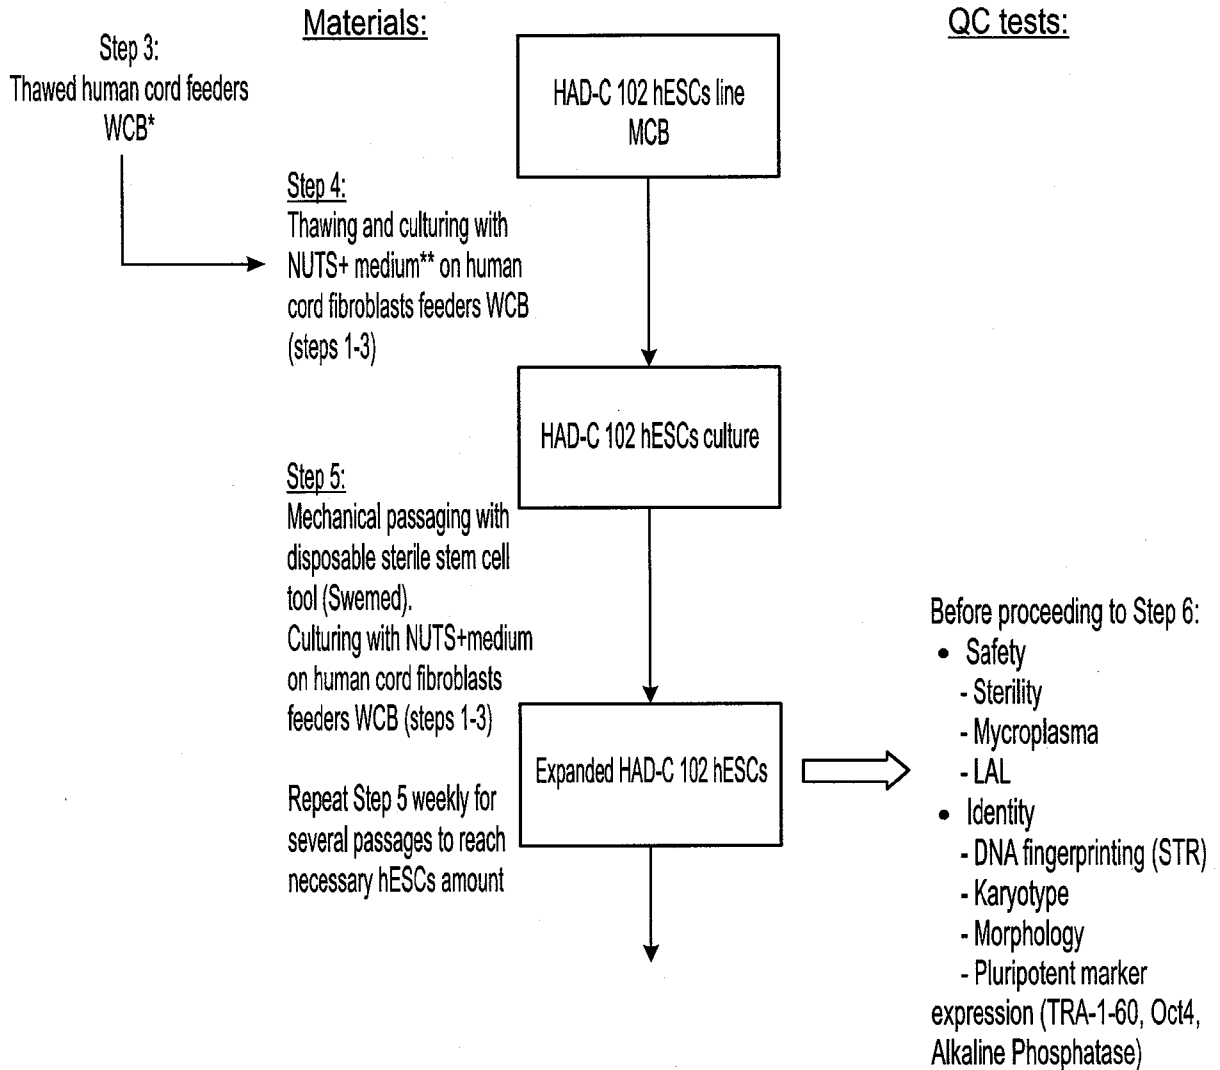 Materials:
QC tests:
Step 3:
Thawed human cord feeders
WCB*
HAD-C 102 hESCs line
MCB
Step 4:
Thawing and culturing with
NUTS+ medium** on human
cord fibroblasts feeders WCB
(steps 1-3)
HAD-C 102 hESCs culture
Step 5:
Mechanical passaging with
disposable sterile stem cell
tool (Swemed).
Culturing with NUTS+medium
on human cord fibroblasts
feeders WCB (steps 1-3)
Repeat Step 5 weekly for
several passages to reach
necessary hESCs amount
Expanded HAD-C 102 hESCs
Before proceeding to Step 6:
• Safety
- Sterility
- Mycroplasma
- LAL
• Identity
- DNA fingerprinting (STR)
- Karyotype
- Morphology
- Pluripotent marker
expression (TRA-1-60, Oct4,
Alkaline Phosphatase)